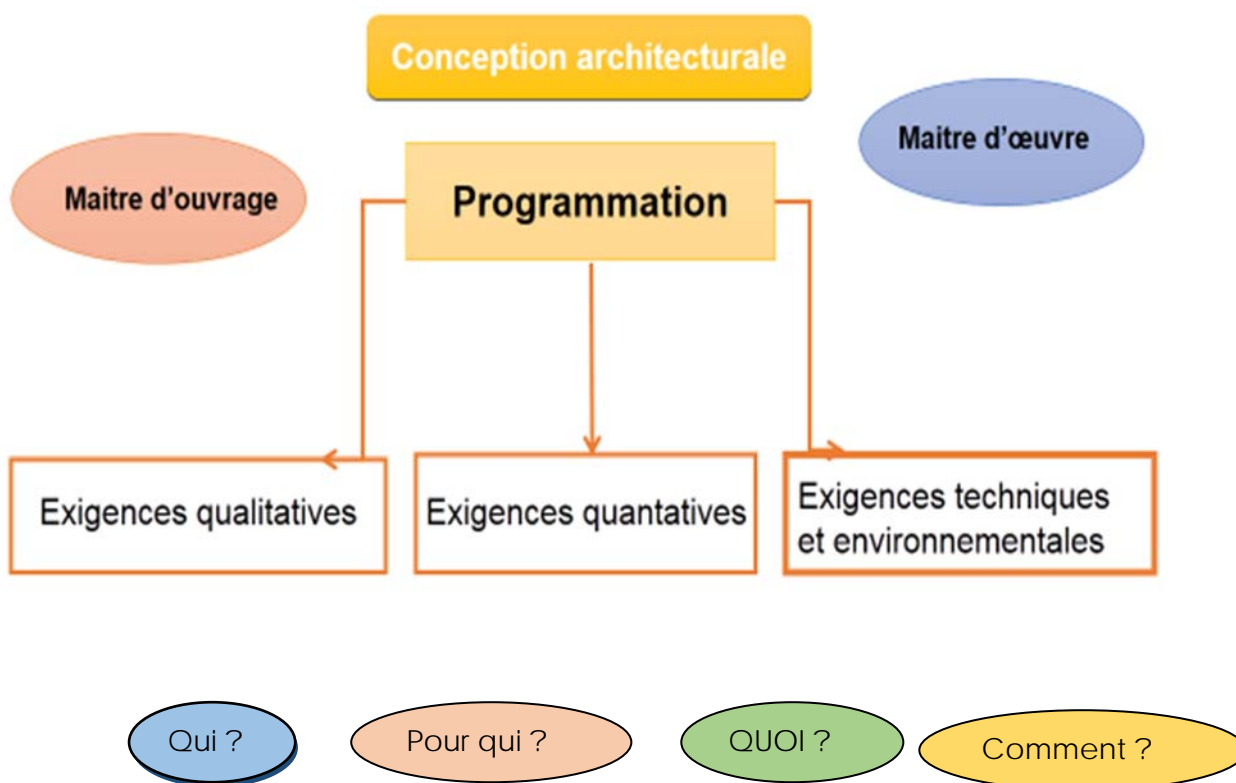 Conception architecturale
Maitre d'œuvre
Maitre d'ouvrage
Programmation
Exigences qualitatives
Exigences quantatives
Exigences techniques
et environnementales
Qui ?
Pour qui ?
QUOI ?
Comment ?